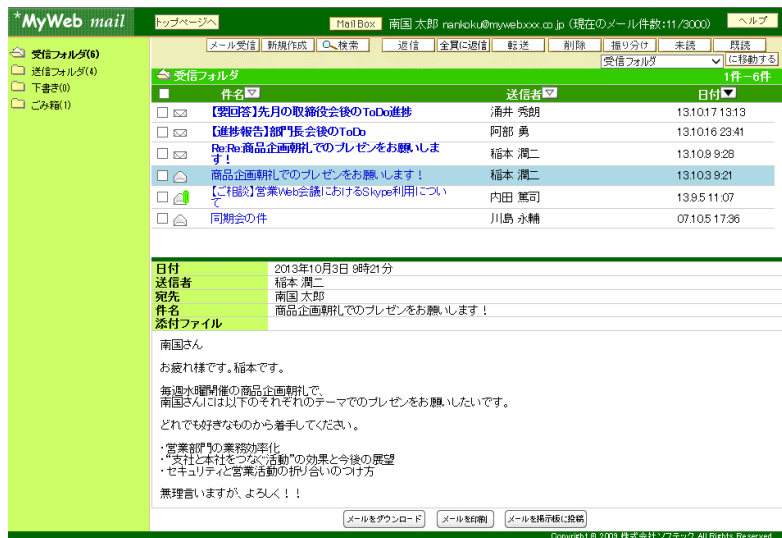 *MyWeb mail
トップページへ
MailBox 南国 太郎 nankoku@mywebxxx.co.jp (現在のメール件数:11/3000) ヘルプ
受信フォルダ(6)
送信フォルダ(4)
下書き(0)
ごみ箱(1)
メール受信 新規作成 検索 返信 全員に返信 転送 削除 振り分け 未読 既読
受信フォルダ に移動する
受信フォルダ 1件－6件
件名 送信者 日付
【要回答】先月の取締役会後のToDo進捗 涌井 秀朗 13.10.17 13:13
【進捗報告】部門長会後のToDo 阿部 勇 13.10.16 23:41
Re:Re:商品企画朝礼でのプレゼンをお願いしま
す！ 稲本 潤二 13.10.9 9:28
商品企画朝礼でのプレゼンをお願いします！ 稲本 潤二 13.10.3 9:21
【ご相談】営業Web会議におけるSkype利用につい
て 内田 篤司 13.9.5 11:07
同期会の件 川島 永輔 07.10.5 17:36
日付 2013年10月3日 9時21分
送信者 稲本 潤二
宛先 南国 太郎
件名 商品企画朝礼でのプレゼンをお願いします！
添付ファイル
南国さん
お疲れ様です。稲本です。
毎週水曜開催の商品企画朝礼で、
南国さんには以下のそれぞれのテーマでのプレゼンをお願いしたいです。
どれでも好きなものから着手してください。
・営業部門の業務効率化
・“支社と本社をつなぐ活動”の効果と今後の展望
・セキュリティと営業活動の折り合いのつけ方
無理言いますが、よろしく！！
メールをダウンロード メールを印刷 メールを掲示板に投稿
Copyright © 2009 株式会社ソフテック All Rights Reserved